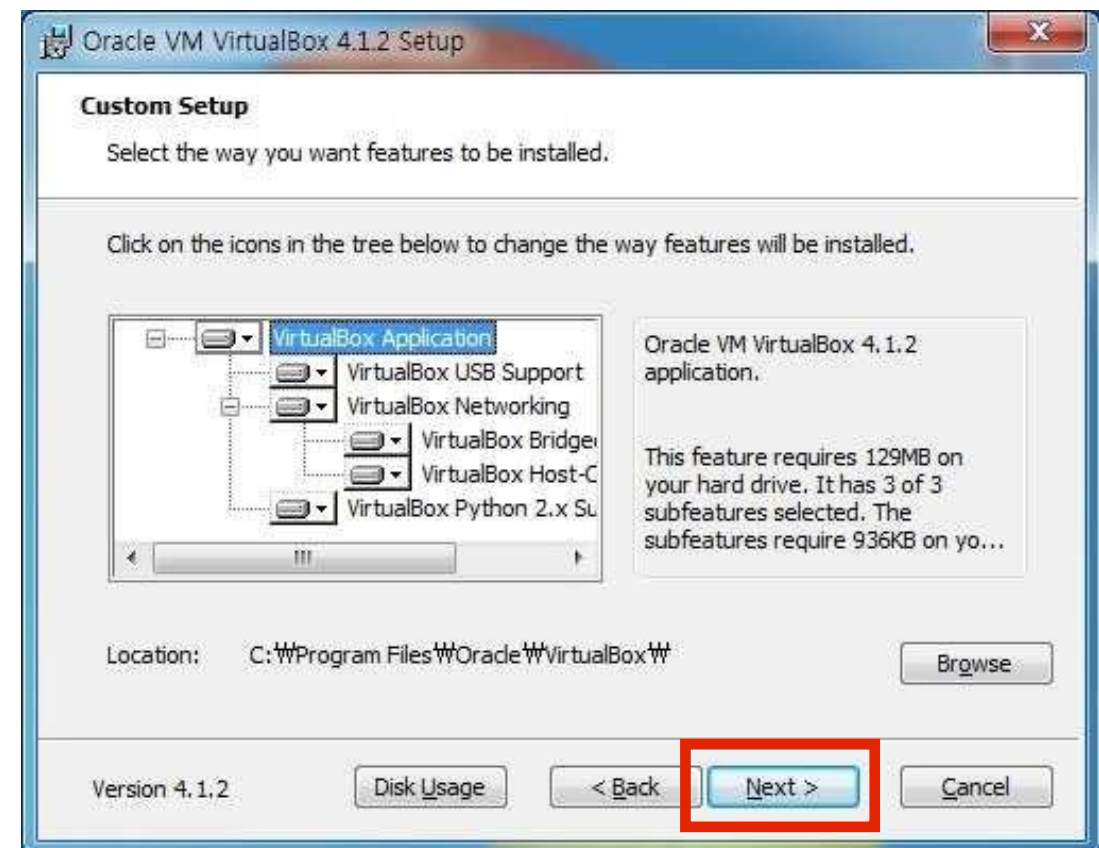 Oracle VM VirtualBox 4.1.2 Setup
Custom Setup
Select the way you want features to be installed.
Click on the icons in the tree below to change the way features will be installed.
VirtualBox Application
VirtualBox USB Support
VirtualBox Networking
VirtualBox Bridge
VirtualBox Host-C
VirtualBox Python 2.x Su
Oracle VM VirtualBox 4.1.2
application.
This feature requires 129MB on
your hard drive. It has 3 of 3
subfeatures selected. The
subfeatures require 936KB on yo...
Location: C:₩Program Files₩Oracle₩VirtualBox₩
Browse
Version 4.1.2
Disk Usage
< Back
Next >
Cancel